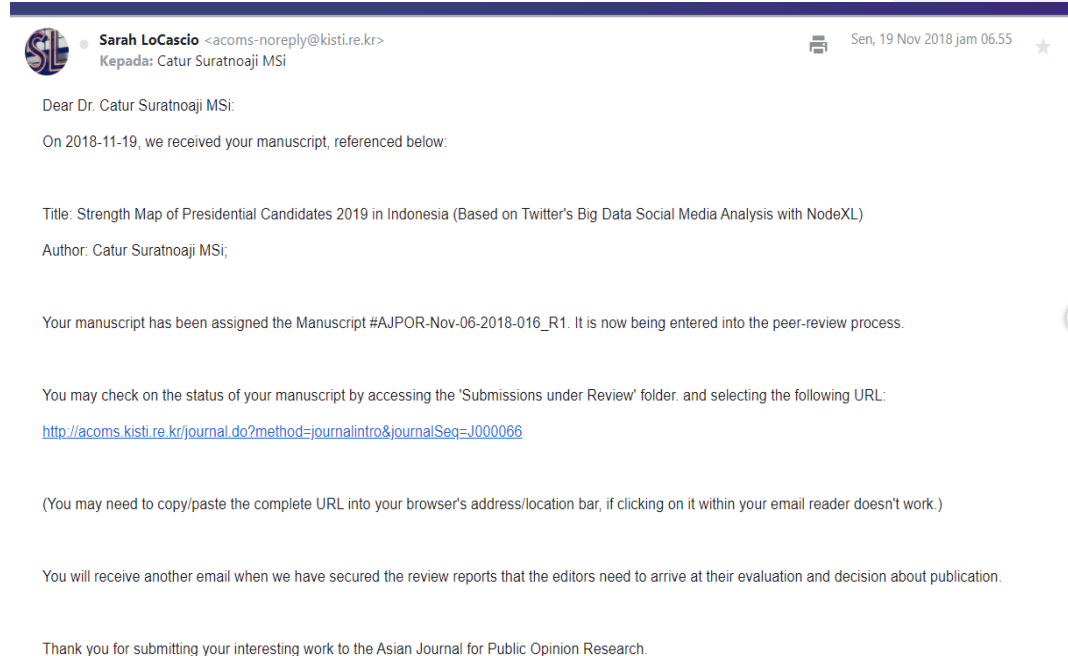 SL
Sarah LoCascio <acoms-noreply@kisti.re.kr>
Sen, 19 Nov 2018 jam 06.55
Kepada: Catur Suratnoaji MSi
Dear Dr. Catur Suratnoaji MSi:
On 2018-11-19, we received your manuscript, referenced below:
Title: Strength Map of Presidential Candidates 2019 in Indonesia (Based on Twitter's Big Data Social Media Analysis with NodeXL)
Author: Catur Suratnoaji MSi;
Your manuscript has been assigned the Manuscript #AJPOR-Nov-06-2018-016_R1. It is now being entered into the peer-review process.
You may check on the status of your manuscript by accessing the 'Submissions under Review' folder. and selecting the following URL:
http://acoms.kisti.re.kr/journal.do?method=journalintro&journalSeq=J000066
(You may need to copy/paste the complete URL into your browser's address/location bar, if clicking on it within your email reader doesn't work.)
You will receive another email when we have secured the review reports that the editors need to arrive at their evaluation and decision about publication.
Thank you for submitting your interesting work to the Asian Journal for Public Opinion Research.